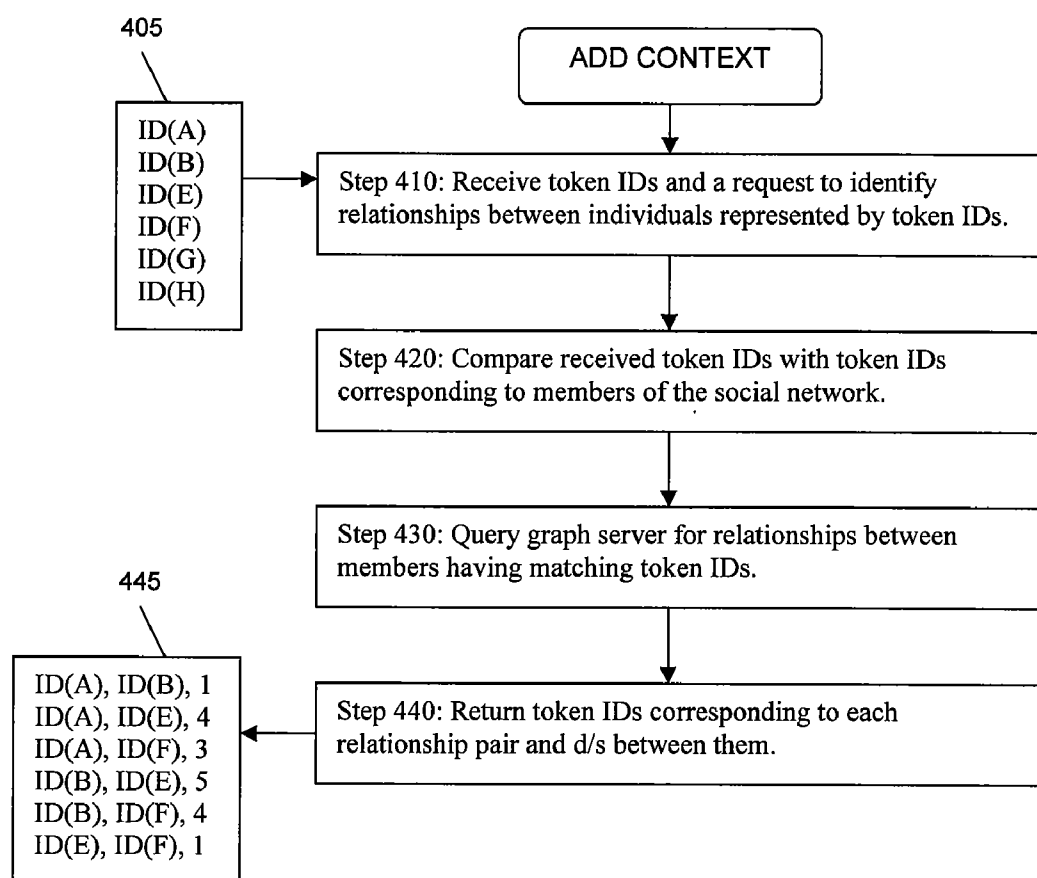 405
ADD CONTEXT
ID(A)
ID(B)
ID(E)
ID(F)
ID(G)
ID(H)
Step 410: Receive token IDs and a request to identify
relationships between individuals represented by token IDs.
Step 420: Compare received token IDs with token IDs
corresponding to members of the social network.
Step 430: Query graph server for relationships between
members having matching token IDs.
445
ID(A), ID(B), 1
ID(A), ID(E), 4
ID(A), ID(F), 3
ID(B), ID(E), 5
ID(B), ID(F), 4
ID(E), ID(F), 1
Step 440: Return token IDs corresponding to each
relationship pair and d/s between them.